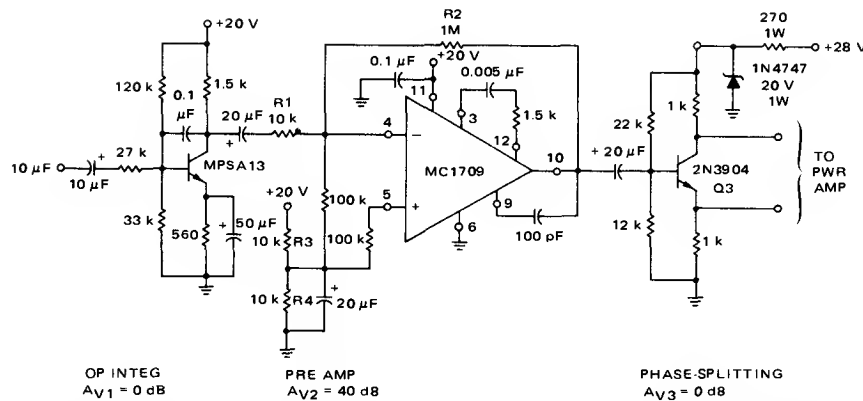 R2
1M
+20 V
+20 V
270
1W
+28 V
1N4747
20 V
1W
120 k
1.5 k
0.1 µF
0.005 µF
11
3
1.5 k
12
0.1
µF
20 µF
+
R1
10 k
4
−
MC1709
10
+ 20 µF
22 k
1k
2N3904
Q3
TO
PWR
AMP
10 µF
+
10 µF
27 k
MPSA13
+20 V
100 k
5
+
100 k
9
6
100 pF
33 k
560
+
50 µF
10 k
R3
10 k
R4
+
20 µF
12 k
1k
OP INTEG
AV1 = 0 dB
PRE AMP
AV2 = 40 dB
PHASE-SPLITTING
AV3 = 0 dB